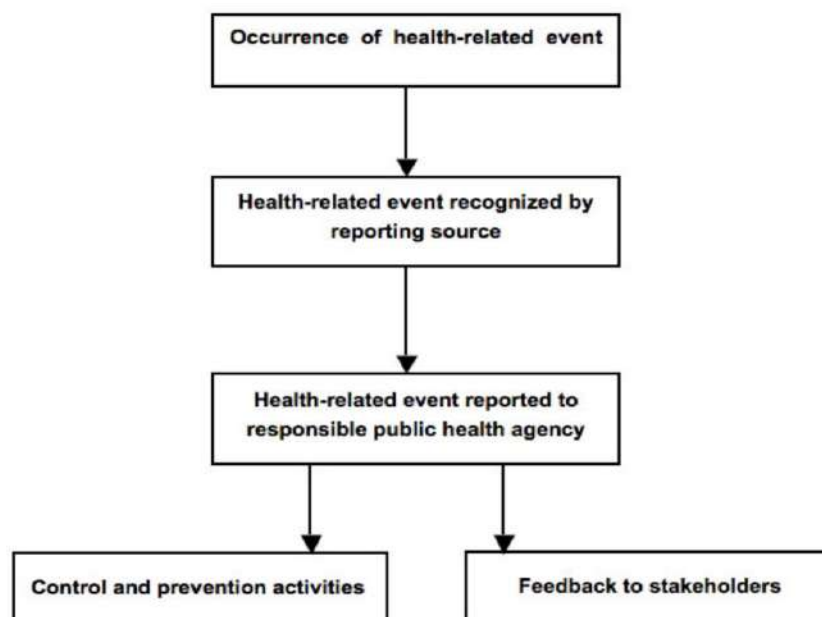 Occurrence of health-related event
Health-related event recognized by
reporting source
Health-related event reported to
responsible public health agency
Control and prevention activities
Feedback to stakeholders